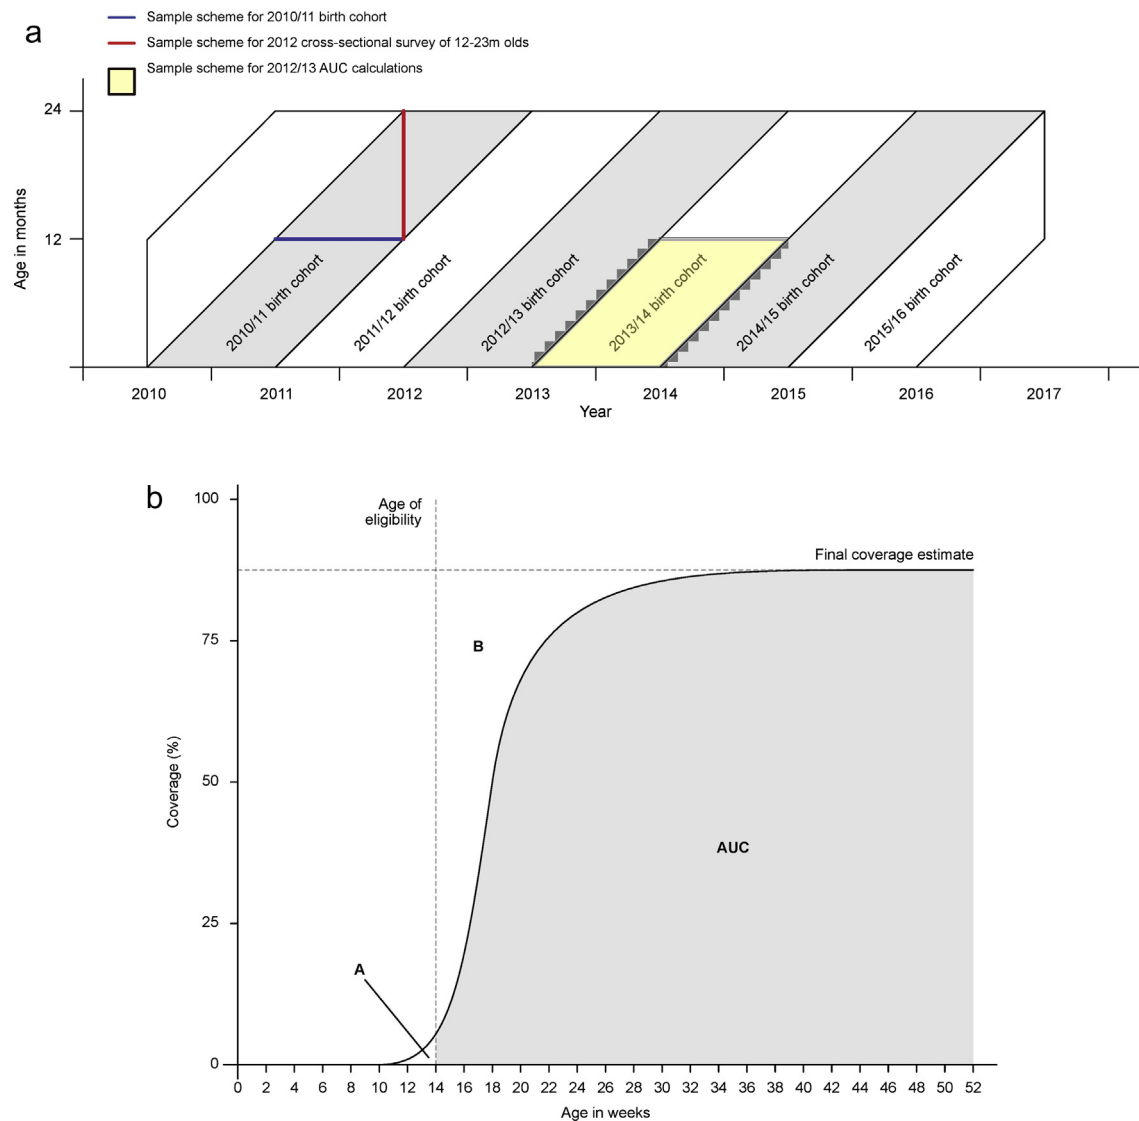 a
Sample scheme for 2010/11 birth cohort
Sample scheme for 2012 cross-sectional survey of 12-23m olds
Sample scheme for 2012/13 AUC calculations
24
12
Age in months
2010/11 birth cohort
2011/12 birth cohort
2012/13 birth cohort
2013/14 birth cohort
2014/15 birth cohort
2015/16 birth cohort
2010 2011 2012 2013 2014 2015 2016 2017
Year
b
100
75
50
25
0
Coverage (%)
Age of
eligibility
Final coverage estimate
B
AUC
A
0 2 4 6 8 10 12 14 16 18 20 22 24 26 28 30 32 34 36 38 40 42 44 46 48 50 52
Age in weeks